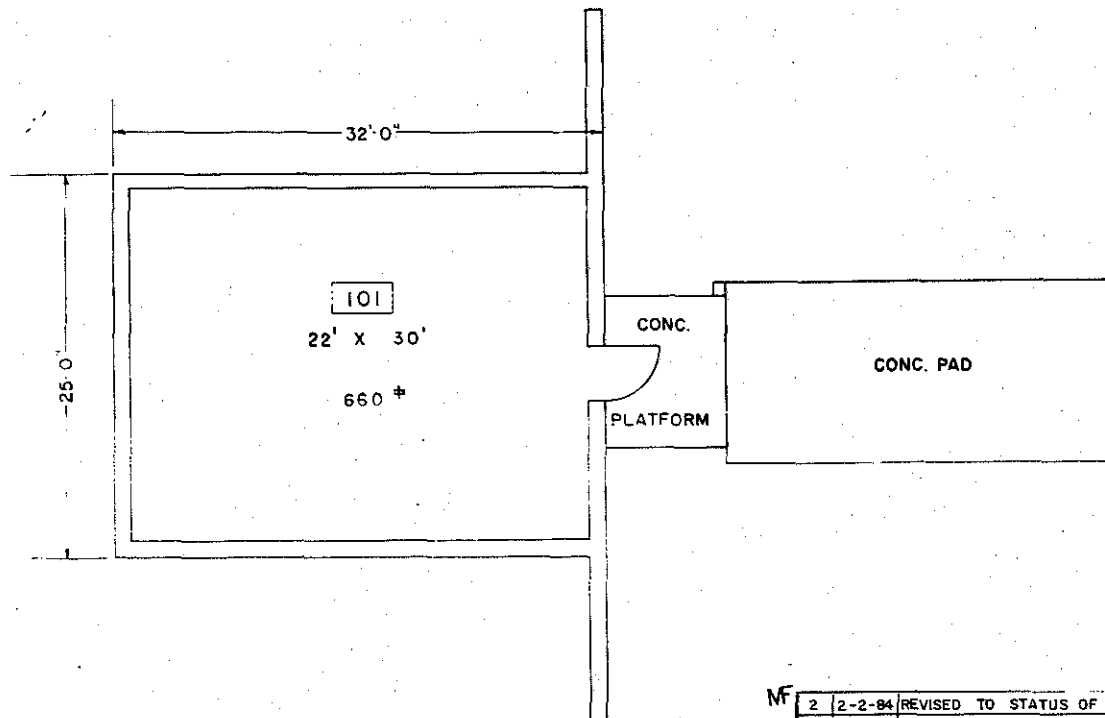 32'-0"
25'-0"
101
22' X 30'
660 ⌗
CONC.
PLATFORM
CONC. PAD
NF 2 2-2-84 REVISED TO STATUS OF